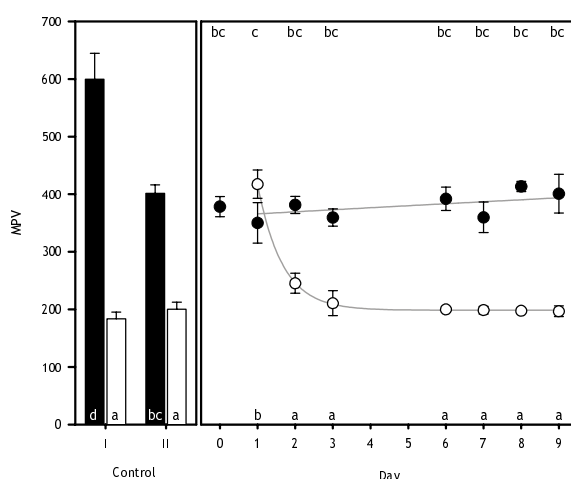 700
bc c bc bc bc bc bc bc
600
500
400
MPV
300
200
100
d a bc a b a a a a a a
0
I II 0 1 2 3 4 5 6 7 8 9
Control
Day